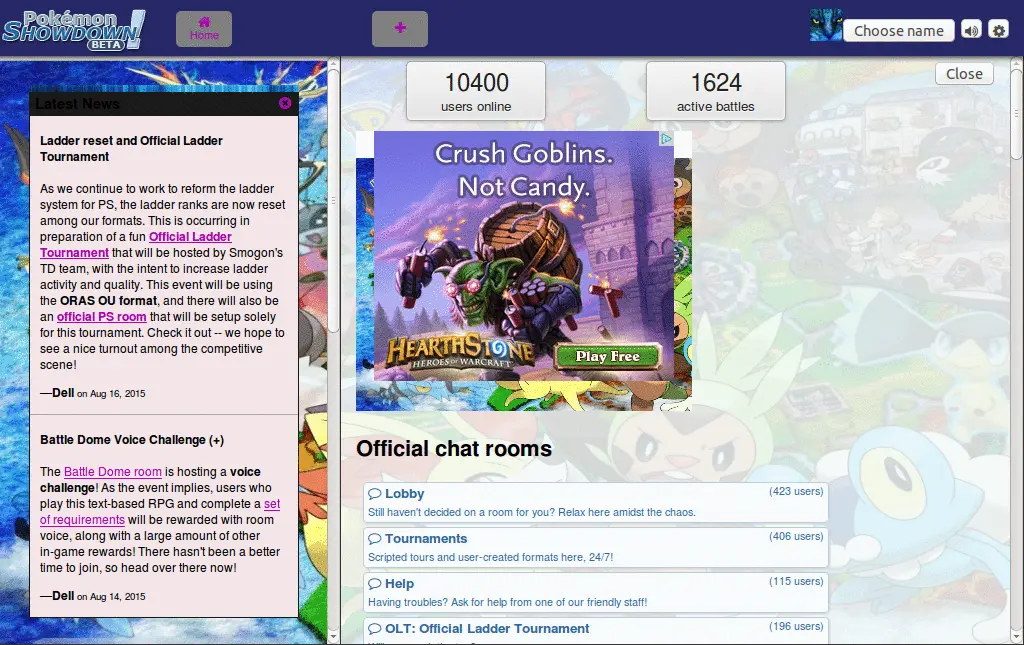 Pokémon
SHOWDOWN!
BETA
Home
+
Choose name
Latest News
Ladder reset and Official Ladder
Tournament
As we continue to work to reform the ladder
system for PS, the ladder ranks are now reset
among our formats. This is occurring in
preparation of a fun Official Ladder
Tournament that will be hosted by Smogon's
TD team, with the intent to increase ladder
activity and quality. This event will be using
the ORAS OU format, and there will also be
an official PS room that will be setup solely
for this tournament. Check it out -- we hope to
see a nice turnout among the competitive
scene!
—Dell on Aug 16, 2015
Battle Dome Voice Challenge (+)
The Battle Dome room is hosting a voice
challenge! As the event implies, users who
play this text-based RPG and complete a set
of requirements will be rewarded with room
voice, along with a large amount of other
in-game rewards! There hasn't been a better
time to join, so head over there now!
—Dell on Aug 14, 2015
10400
users online
1624
active battles
Close
Crush Goblins.
Not Candy.
HEARTHSTONE
HEROES OF WARCRAFT
Play Free
Official chat rooms
Lobby (423 users)
Still haven't decided on a room for you? Relax here amidst the chaos.
Tournaments (406 users)
Scripted tours and user-created formats here, 24/7!
Help (115 users)
Having troubles? Ask for help from one of our friendly staff!
OLT: Official Ladder Tournament (196 users)